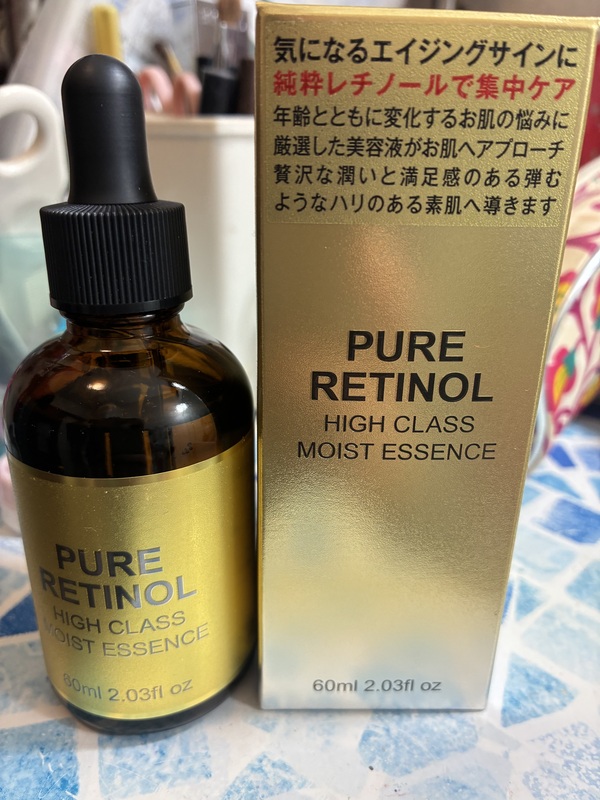 気になるエイジングサインに
純粋レチノールで集中ケア
年齢とともに変化するお肌の悩みに
厳選した美容液がお肌へアプローチ
贅沢な潤いと満足感のある弾む
ようなハリのある素肌へ導きます
PURE
RETINOL
HIGH CLASS
MOIST ESSENCE
60ml 2.03fl oz
PURE
RETINOL
HIGH CLASS
MOIST ESSENCE
60ml 2.03fl oz